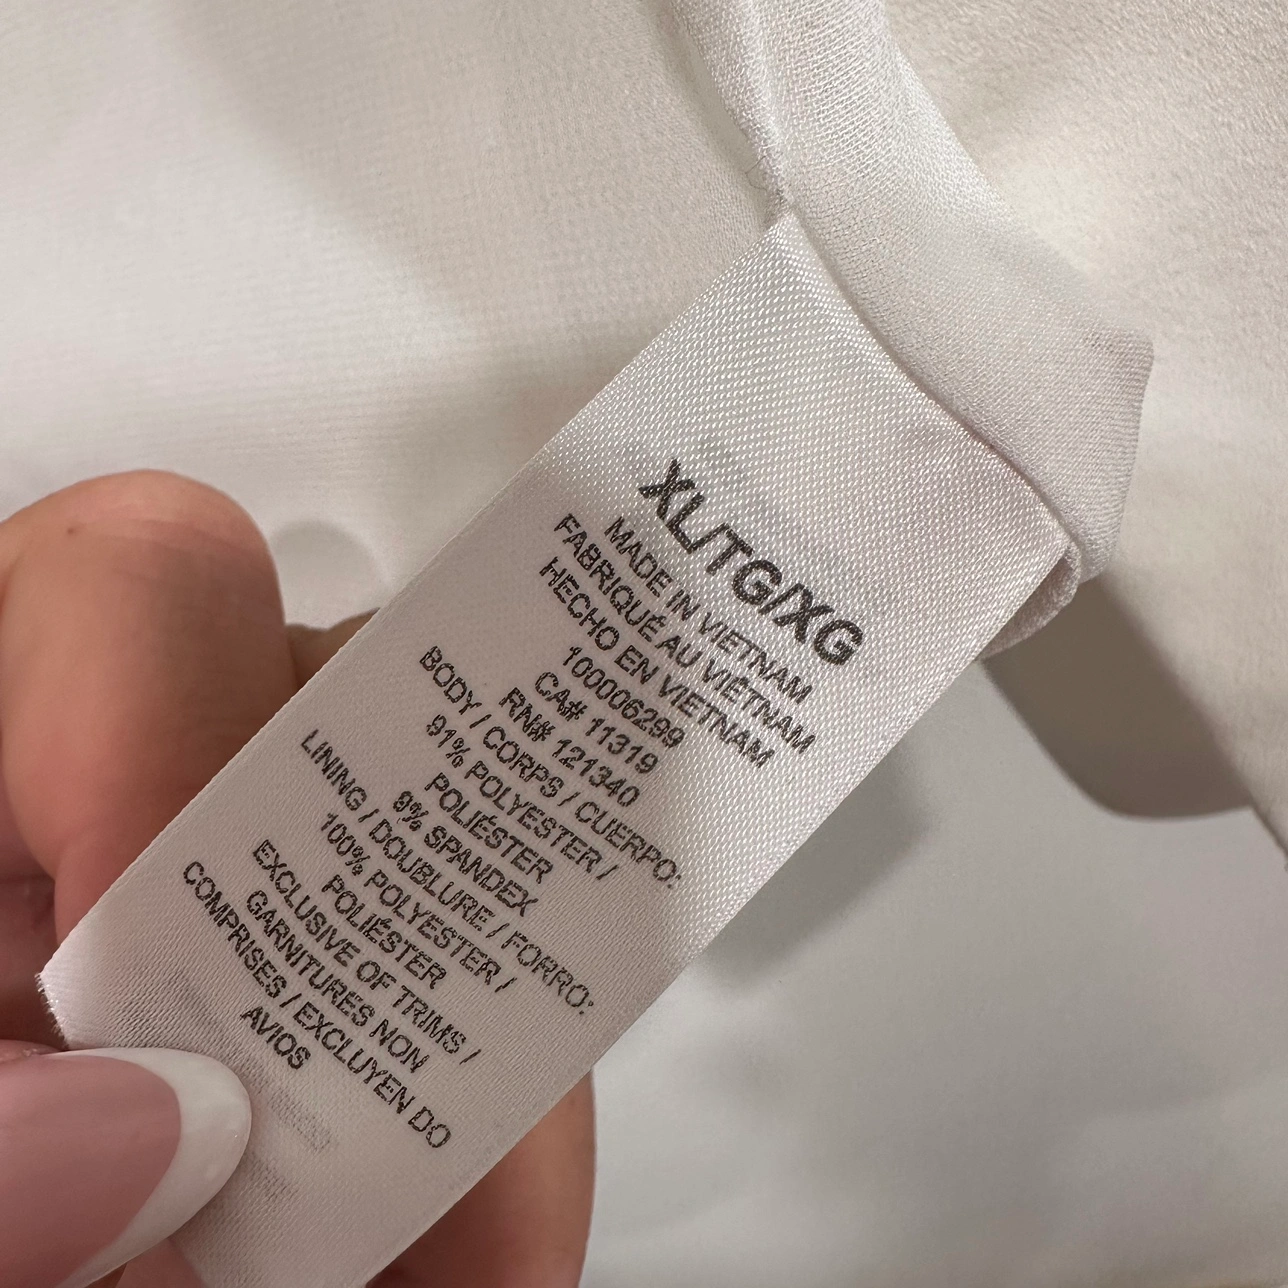 XL/TG/XG
MADE IN VIETNAM
FABRIQUÉ AU VIÊTNAM
HECHO EN VIETNAM
100006299
CA# 11319
RN# 121340
BODY / CORPS / CUERPO:
91% POLYESTER /
POLIÉSTER
9% SPANDEX
LINING / DOUBLURE / FORRO:
100% POLYESTER /
POLIÉSTER
EXCLUSIVE OF TRIMS /
GARNITURES NON
COMPRISES / EXCLUYEN DO
AVIOS